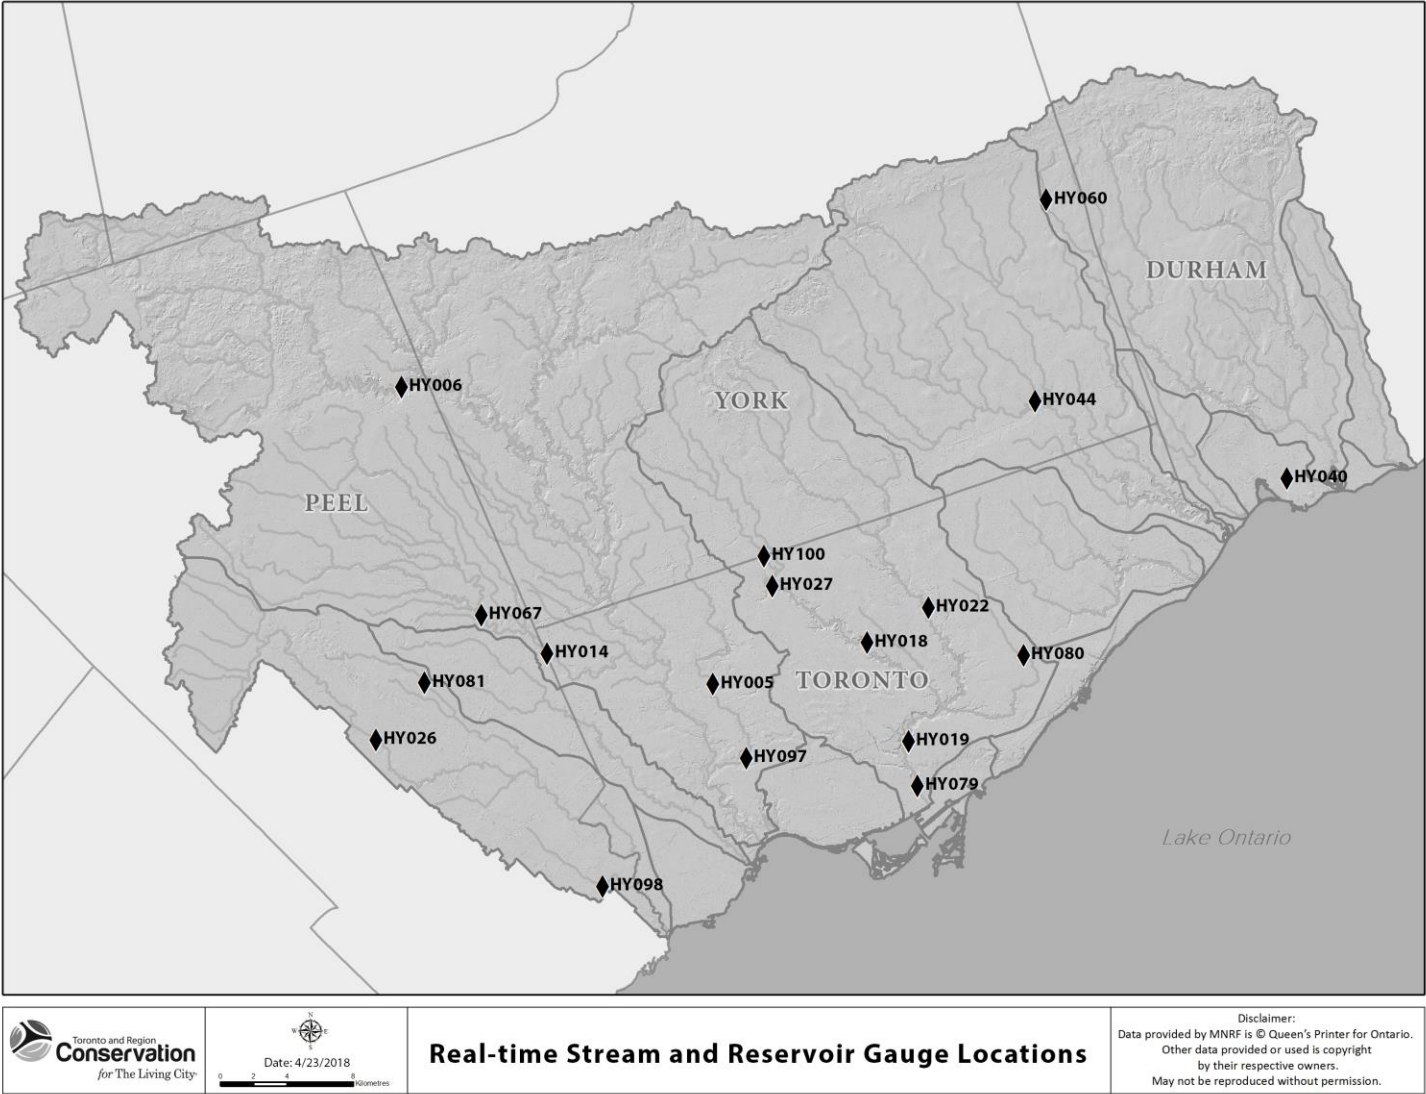 HY060
DURHAM
HY006
YORK
HY044
HY040
PEEL
HY100
HY027
HY022
HY067
HY018
HY014
HY080
HY081
HY005
TORONTO
HY026
HY019
HY097
HY079
Lake Ontario
HY098
Toronto and Region
Conservation
for The Living City
N
W E
S
Date: 4/23/2018
0 2 4 8
Kilometres
Real-time Stream and Reservoir Gauge Locations
Disclaimer:
Data provided by MNRF is © Queen's Printer for Ontario.
Other data provided or used is copyright
by their respective owners.
May not be reproduced without permission.